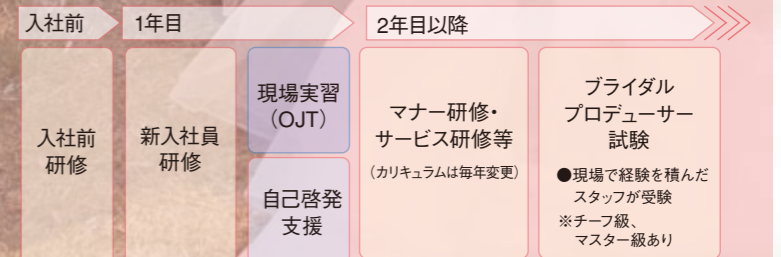 入社前
1年目
2年目以降
入社前
研修
新入社員
研修
現場実習
（OJT）
自己啓発
支援
マナー研修・
サービス研修等
（カリキュラムは毎年変更）
ブライダル
プロデューサー
試験
●現場で経験を積んだ
スタッフが受験
※チーフ級、
マスター級あり